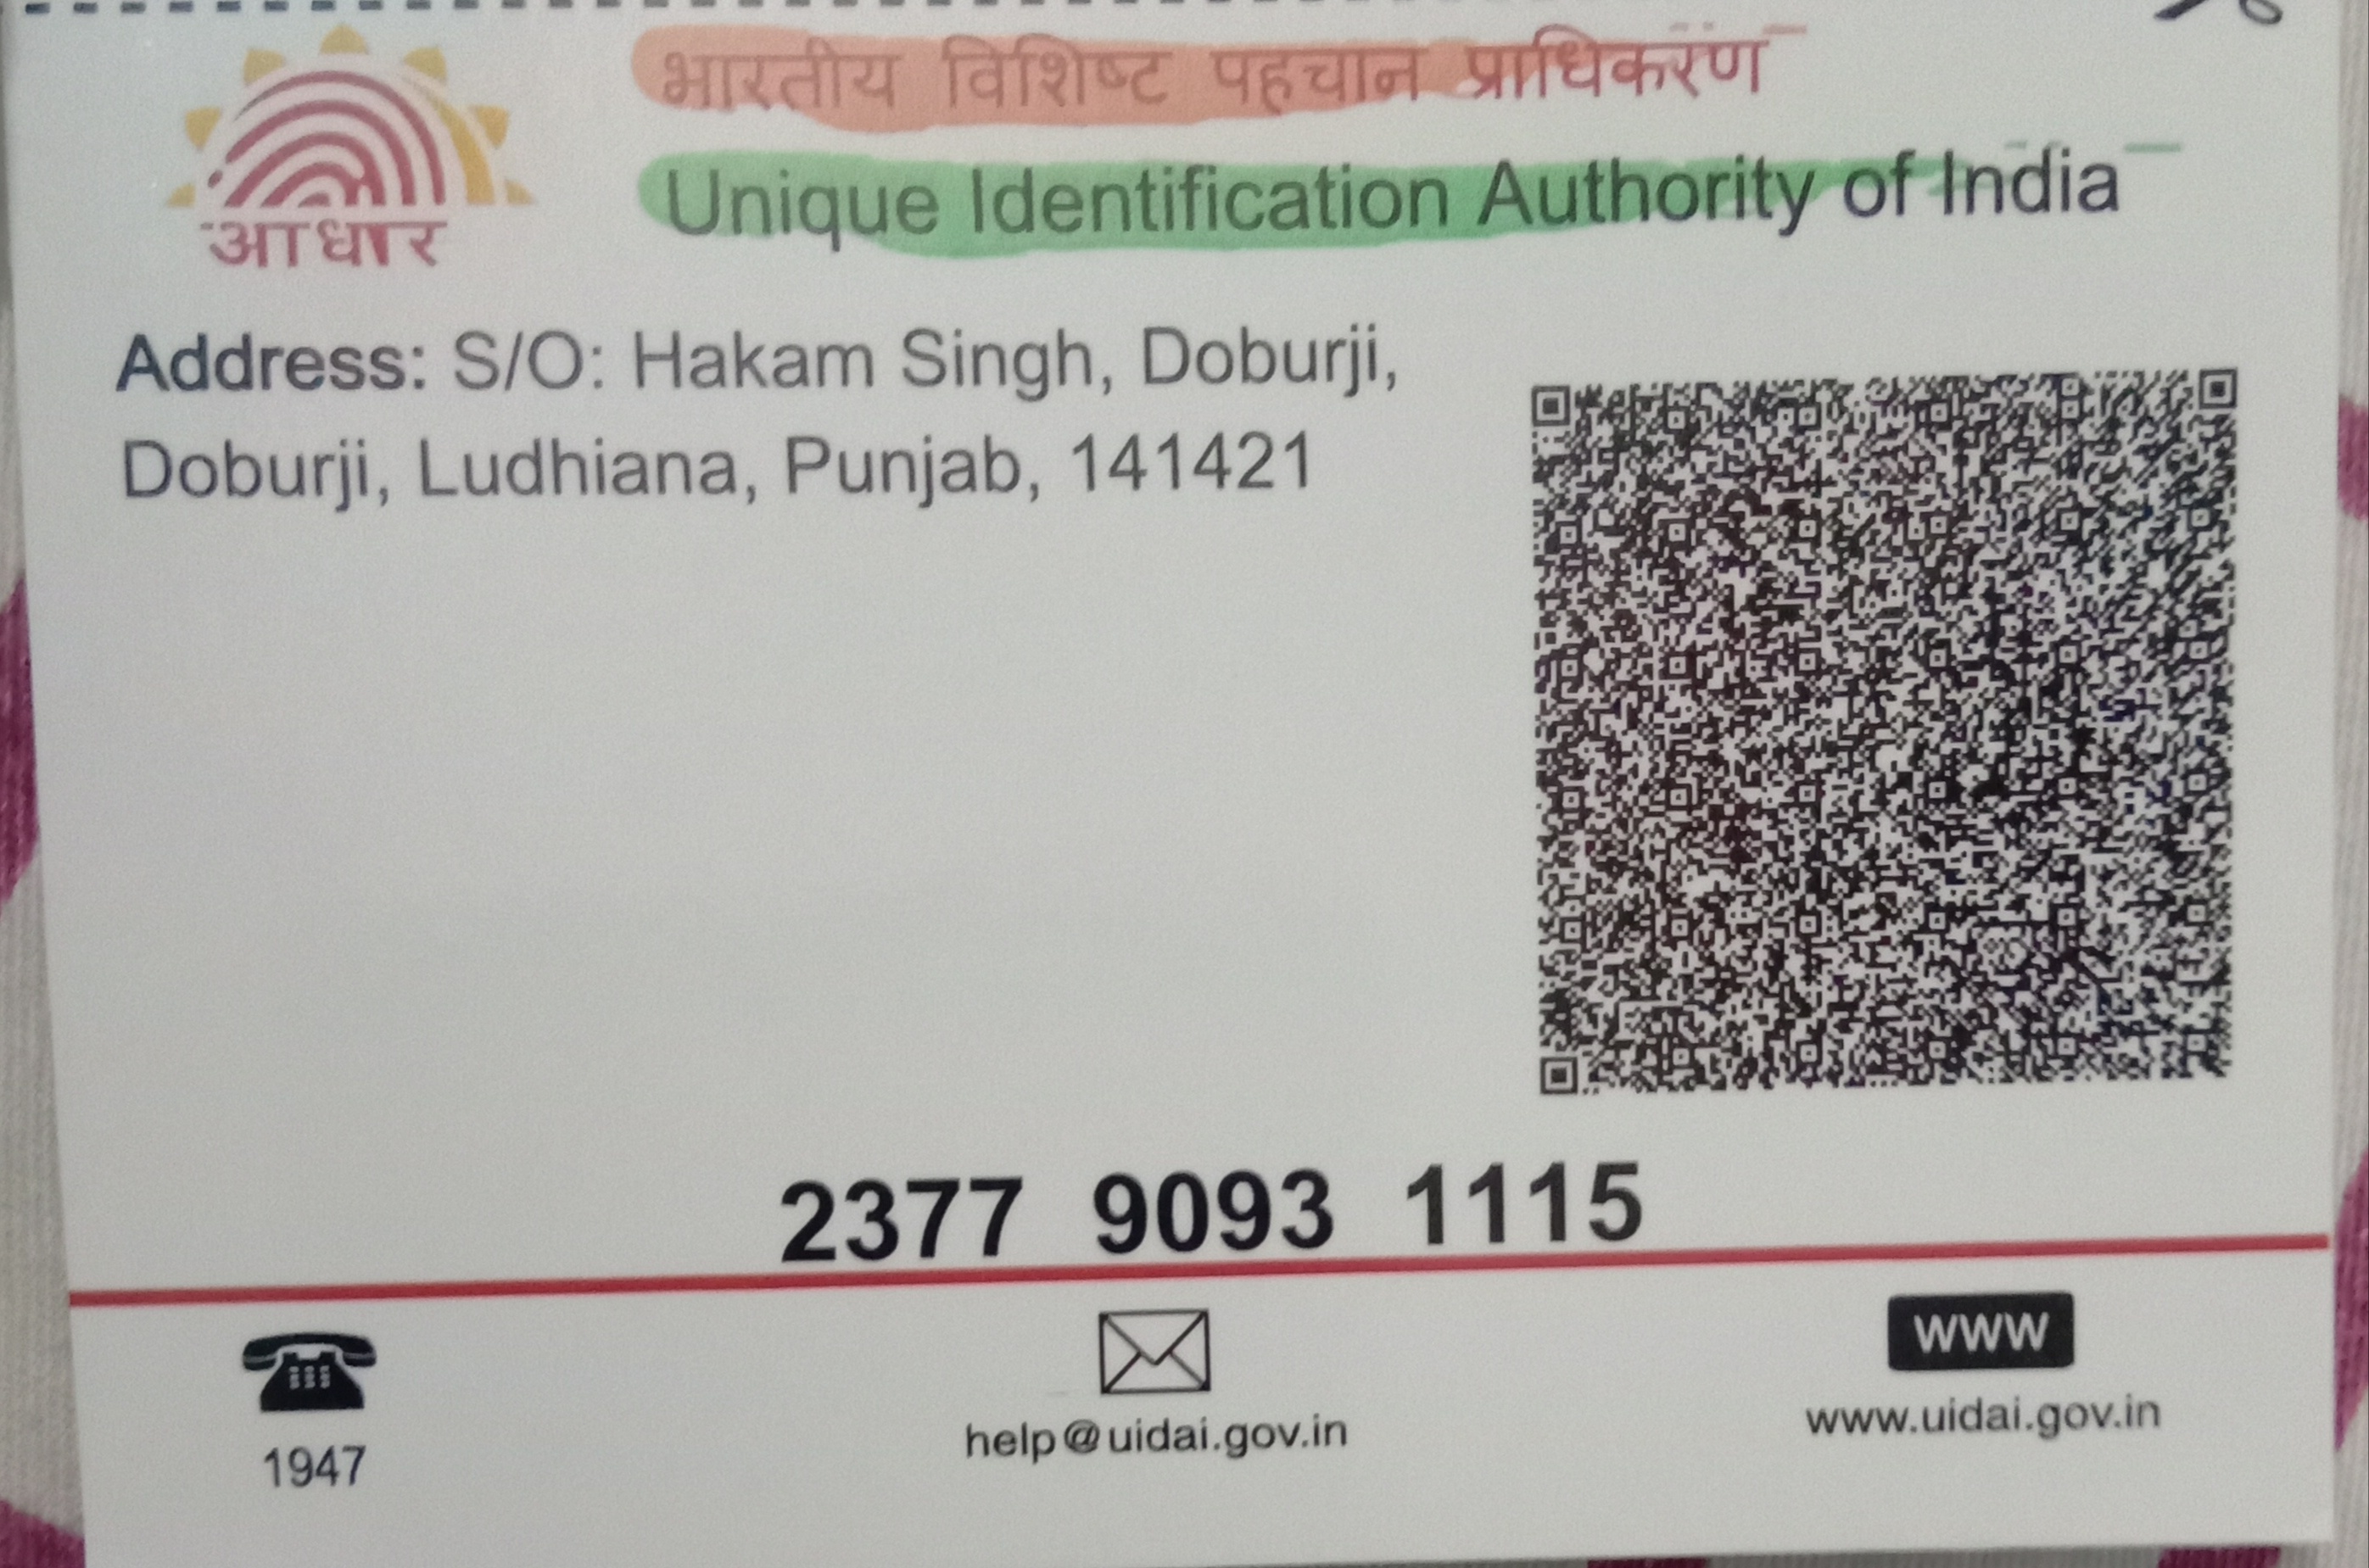 भारतीय विशिष्ट पहचान प्राधिकरण
Unique Identification Authority of India
आधार
Address: S/O: Hakam Singh, Doburji,
Doburji, Ludhiana, Punjab, 141421
2377 9093 1115
WWW
1947
help@uidai.gov.in
www.uidai.gov.in